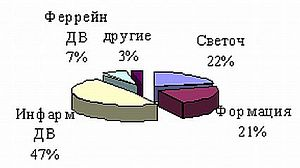 Феррейн
ДВ
7%
другие
3%
Светоч
22%
Формация
21%
Инфарм
ДВ
47%